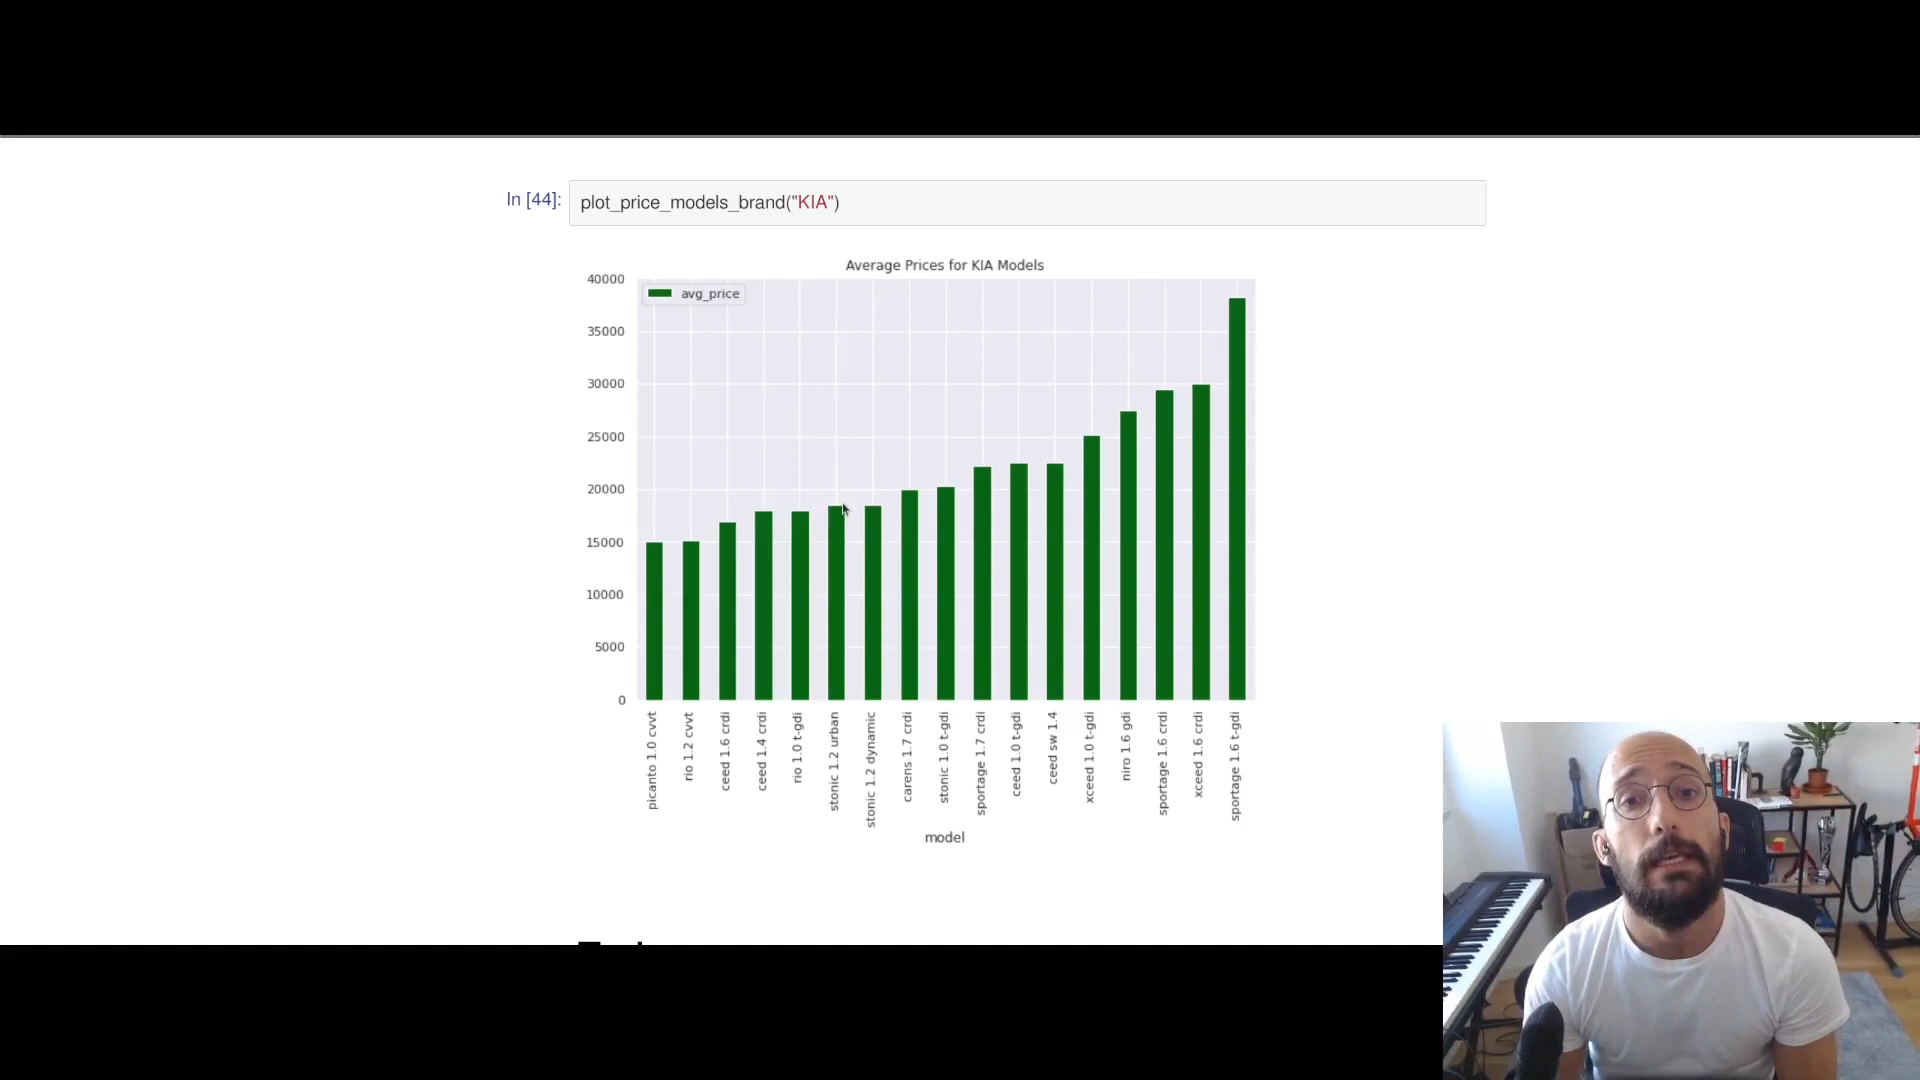 In [44]:
plot_price_models_brand("KIA")
Average Prices for KIA Models
avg_price
40000
35000
30000
25000
20000
15000
10000
5000
0
picanto 1.0 cvvt
rio 1.2 cvvt
ceed 1.6 crdi
ceed 1.4 crdi
rio 1.0 t-gdi
stonic 1.2 urban
stonic 1.2 dynamic
carens 1.7 crdi
stonic 1.0 t-gdi
sportage 1.7 crdi
ceed 1.0 t-gdi
ceed sw 1.4
xceed 1.0 t-gdi
niro 1.6 gdi
sportage 1.6 crdi
xceed 1.6 crdi
sportage 1.6 t-gdi
model